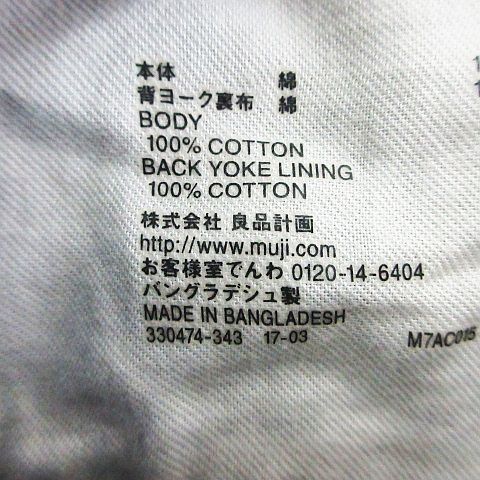 本体 綿 1
背ヨーク裏布 綿 1
BODY
100% COTTON
BACK YOKE LINING
100% COTTON
株式会社 良品計画
http://www.muji.com
お客様室でんわ 0120-14-6404
バングラデシュ製
MADE IN BANGLADESH
330474-343 17-03 M7AC015